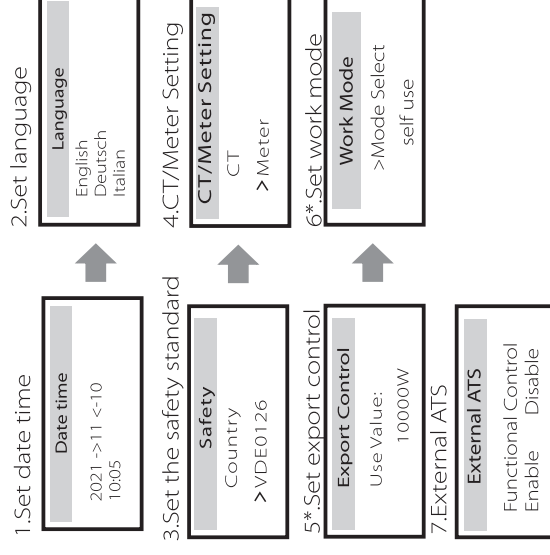 1.Set date time
Date time
2021 ->11 <-10
10:05
2.Set language
Language
English
Deutsch
Italian
3.Set the safety standard
Safety
Country
>VDE0126
4.CT/Meter Setting
CT/Meter Setting
CT
>Meter
5*.Set export control
Export Control
Use Value:
10000W
6*.Set work mode
Work Mode
>Mode Select
self use
7.External ATS
External ATS
Functional Control
Enable Disable